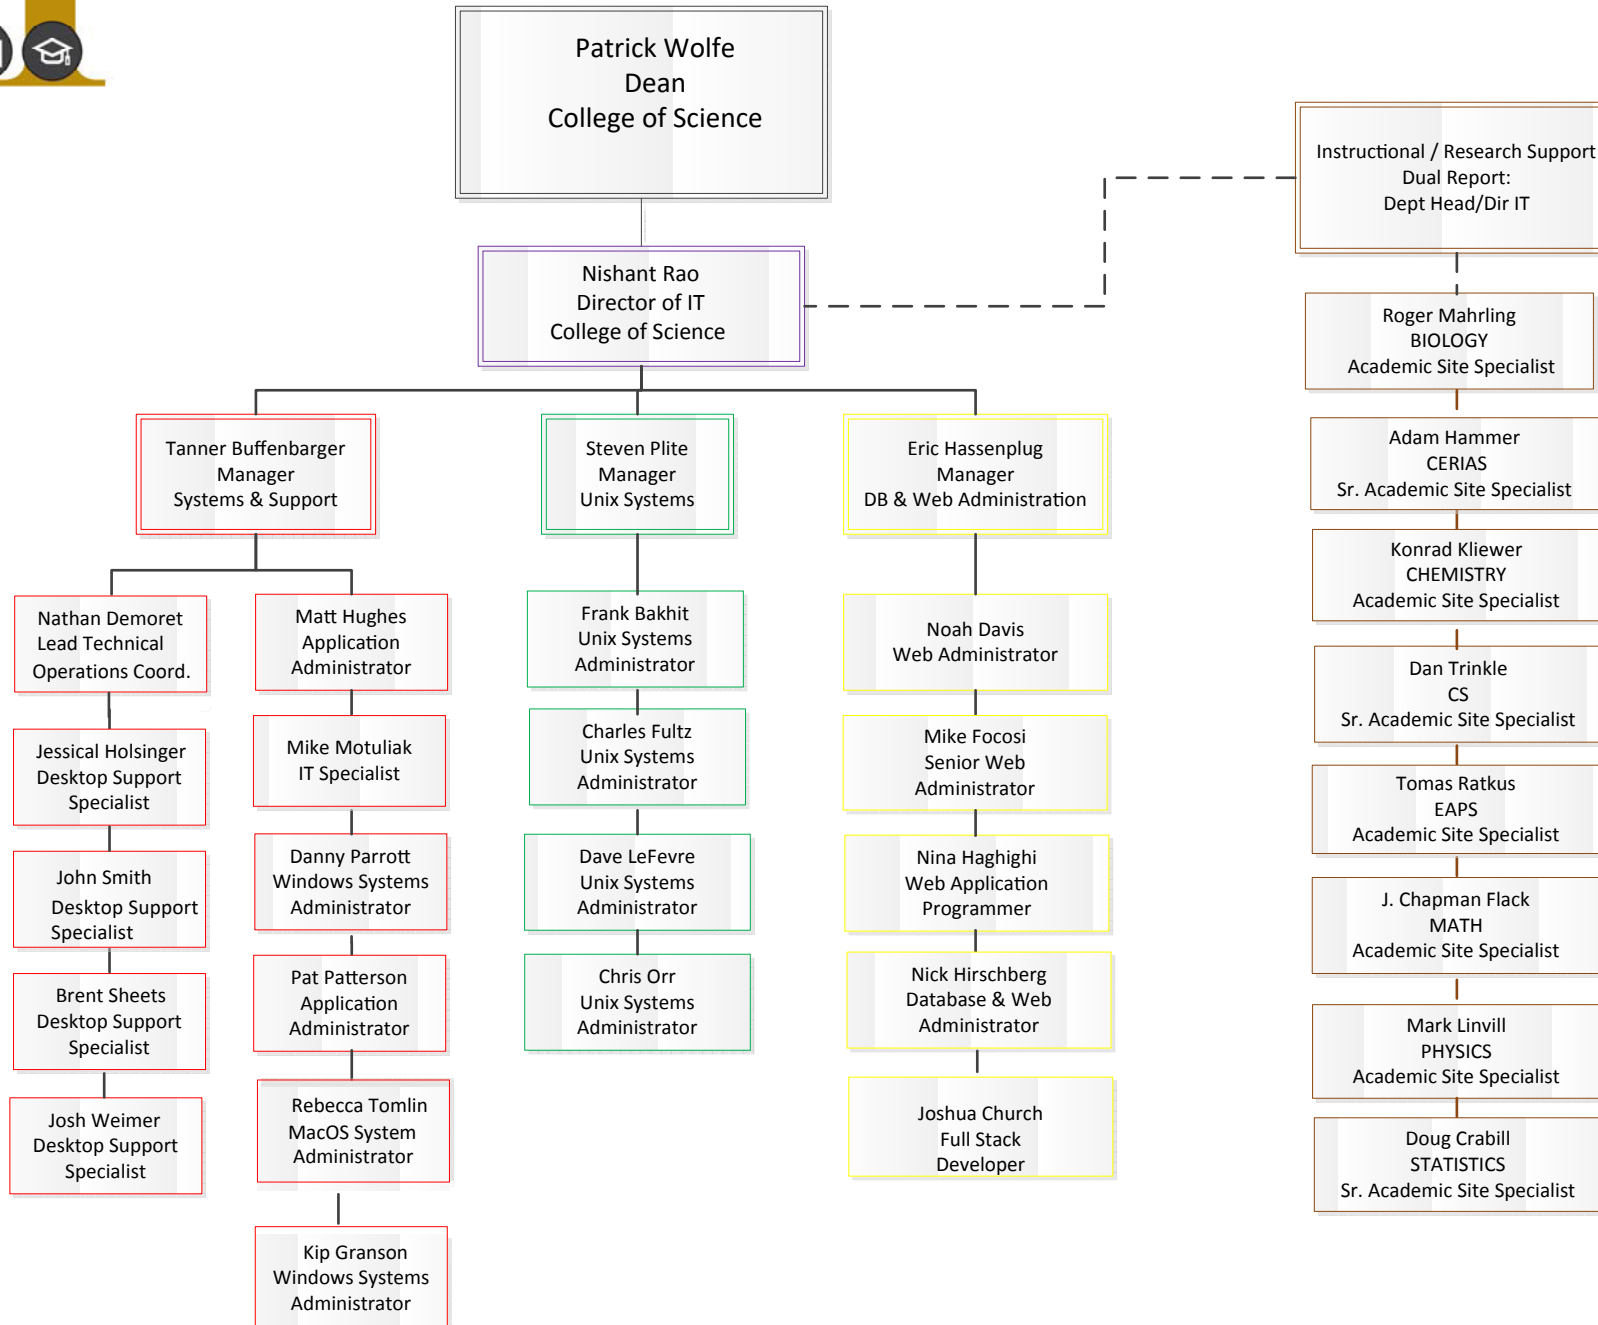 Patrick Wolfe
Dean
College of Science
Instructional / Research Support
Dual Report:
Dept Head/Dir IT
Nishant Rao
Director of IT
College of Science
Tanner Buffenbarger
Manager
Systems & Support
Steven Plite
Manager
Unix Systems
Eric Hassenplug
Manager
DB & Web Administration
Nathan Demoret
Lead Technical
Operations Coord.
Jessical Holsinger
Desktop Support
Specialist
John Smith
Desktop Support
Specialist
Brent Sheets
Desktop Support
Specialist
Josh Weimer
Desktop Support
Specialist
Matt Hughes
Application
Administrator
Mike Motuliak
IT Specialist
Danny Parrott
Windows Systems
Administrator
Pat Patterson
Application
Administrator
Rebecca Tomlin
MacOS System
Administrator
Kip Granson
Windows Systems
Administrator
Frank Bakhit
Unix Systems
Administrator
Charles Fultz
Unix Systems
Administrator
Dave LeFevre
Unix Systems
Administrator
Chris Orr
Unix Systems
Administrator
Noah Davis
Web Administrator
Mike Focosi
Senior Web
Administrator
Nina Haghighi
Web Application
Programmer
Nick Hirschberg
Database & Web
Administrator
Joshua Church
Full Stack
Developer
Roger Mahrling
BIOLOGY
Academic Site Specialist
Adam Hammer
CERIAS
Sr. Academic Site Specialist
Konrad Kliewer
CHEMISTRY
Academic Site Specialist
Dan Trinkle
CS
Sr. Academic Site Specialist
Tomas Ratkus
EAPS
Academic Site Specialist
J. Chapman Flack
MATH
Academic Site Specialist
Mark Linvill
PHYSICS
Academic Site Specialist
Doug Crabill
STATISTICS
Sr. Academic Site Specialist